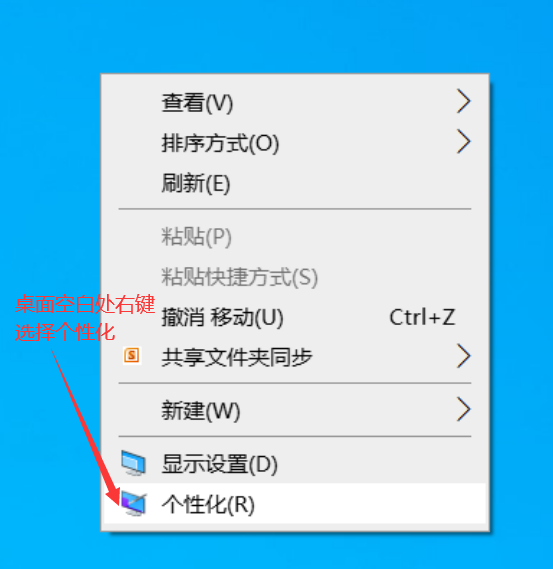 查看(V)
排序方式(O)
刷新(E)
粘贴(P)
粘贴快捷方式(S)
桌面空白处右键
选择个性化
撤消 移动(U) Ctrl+Z
S 共享文件夹同步
新建(W)
显示设置(D)
个性化(R)